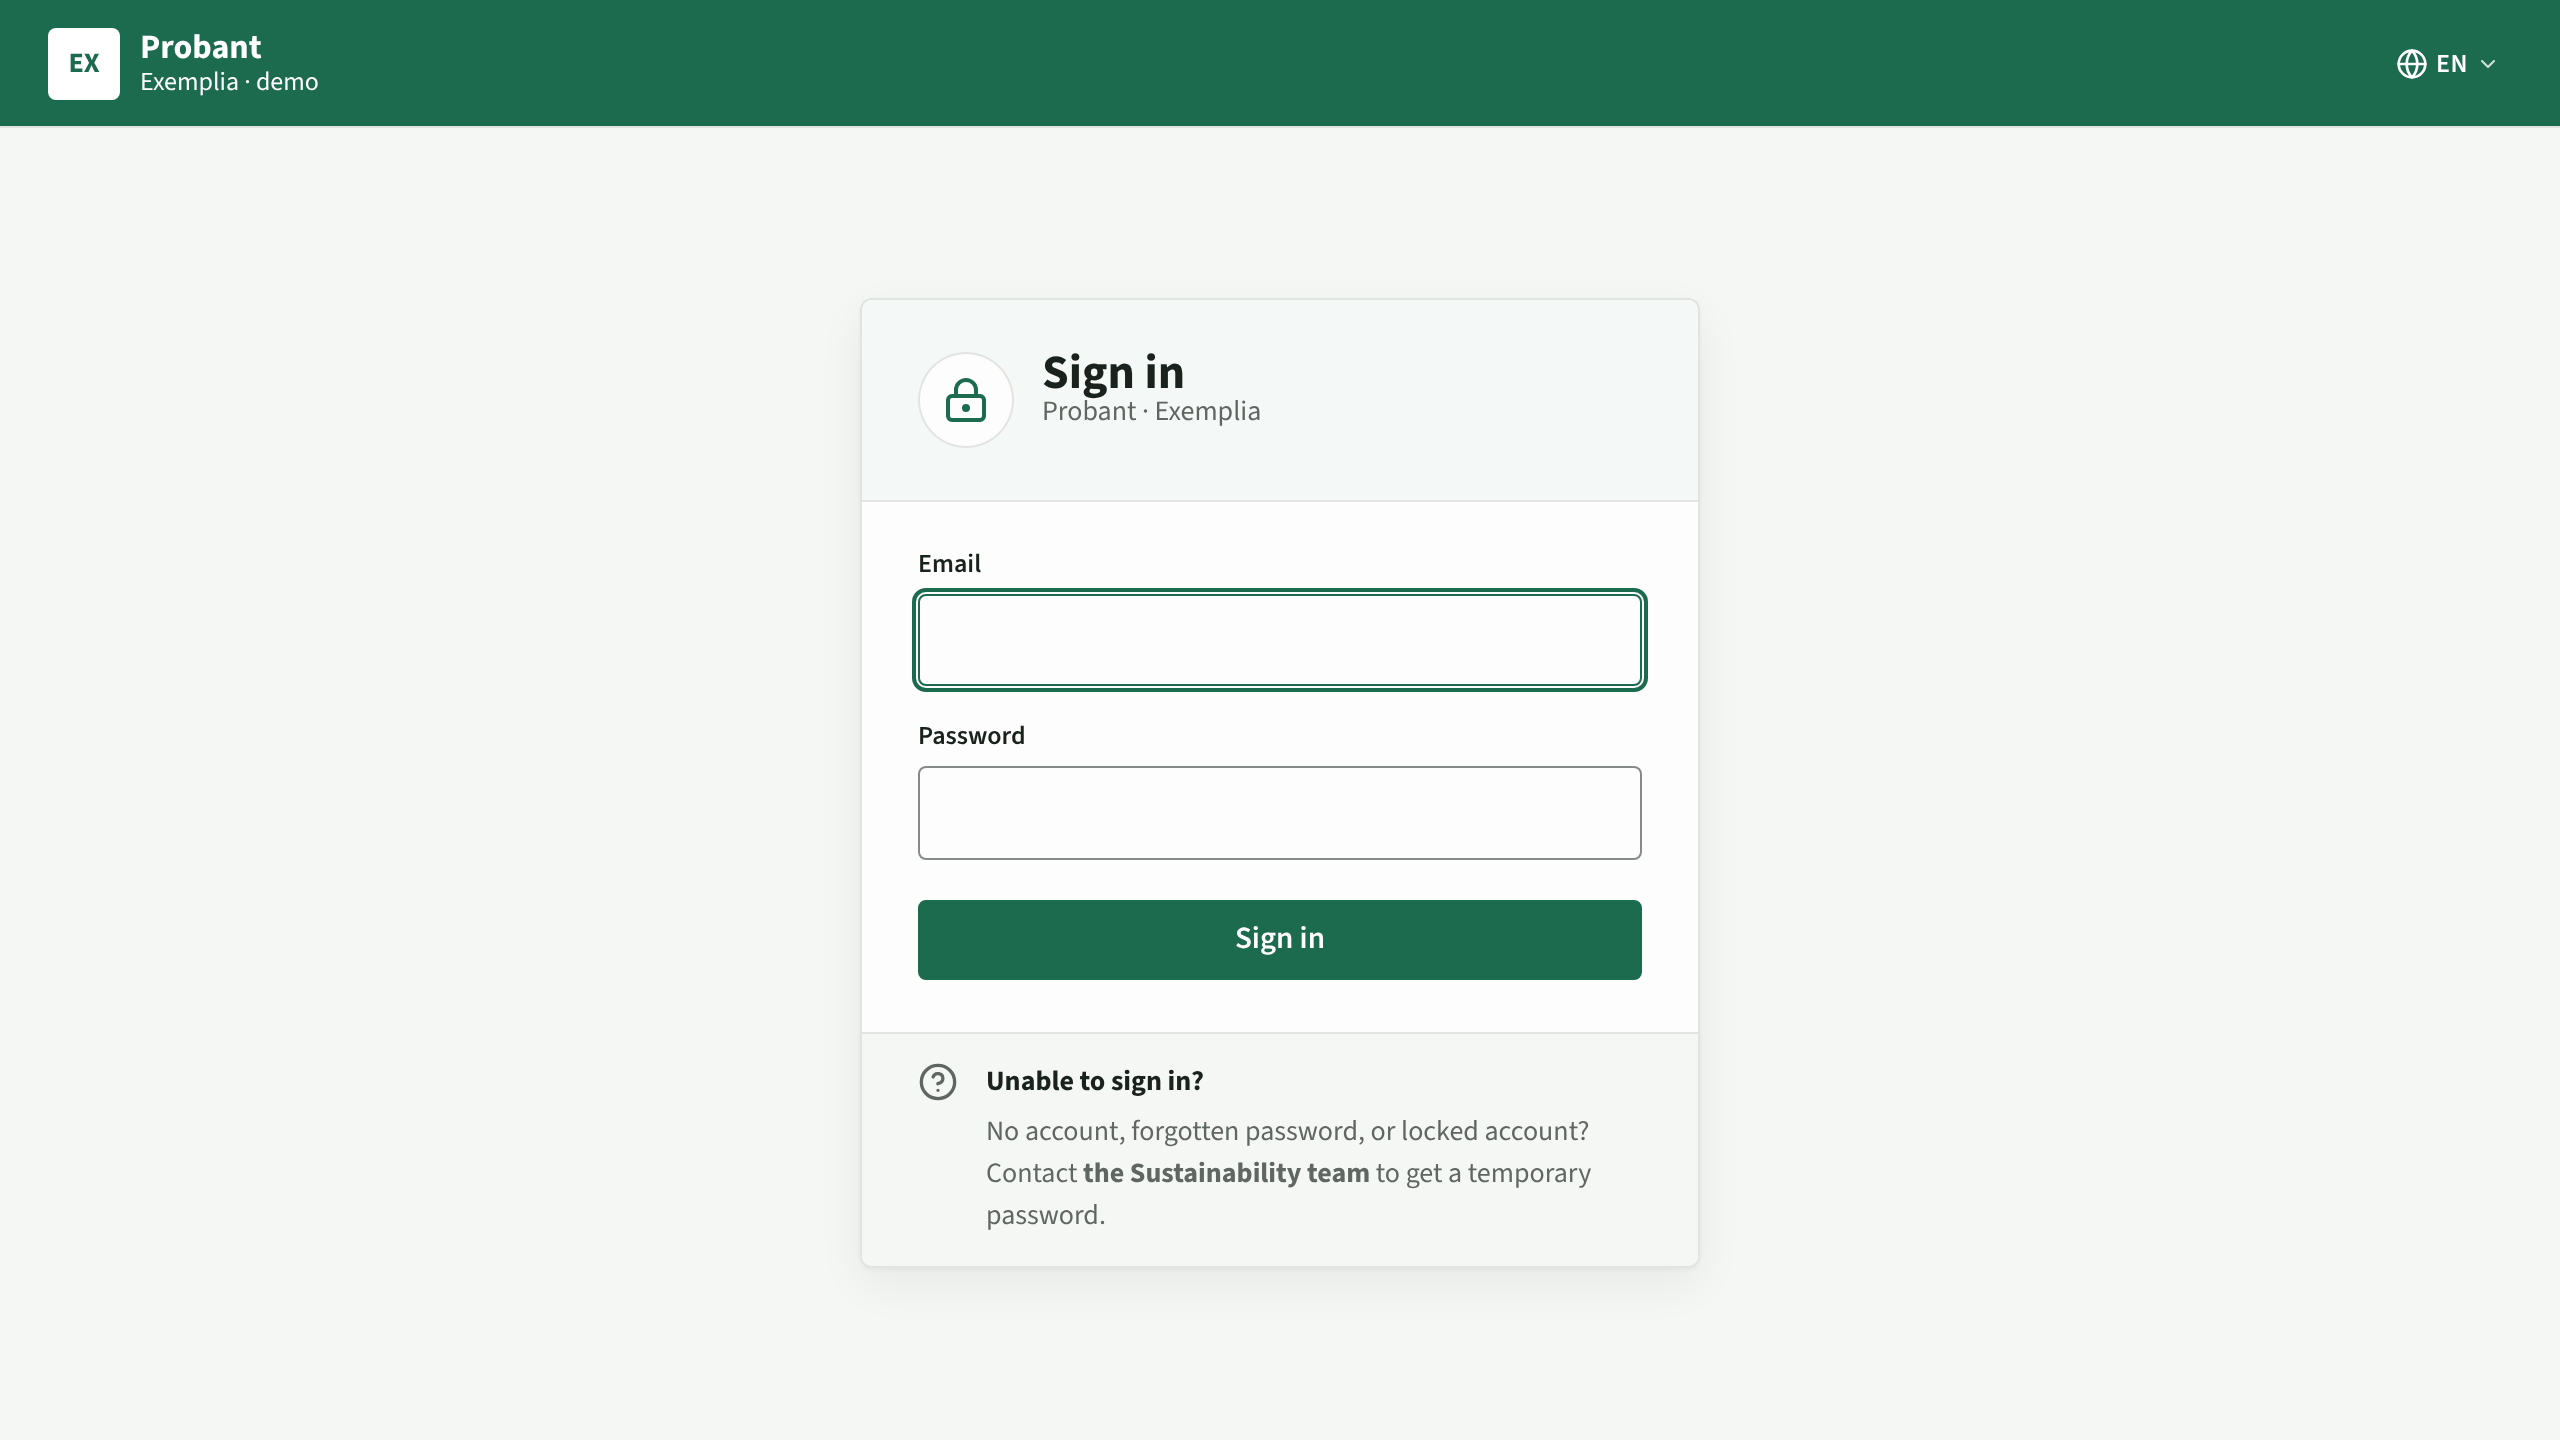 EX
Probant
Exemplia · demo
EN
Sign in
Probant · Exemplia
Email
Password
Sign in
Unable to sign in?
No account, forgotten password, or locked account?
Contact the Sustainability team to get a temporary
password.